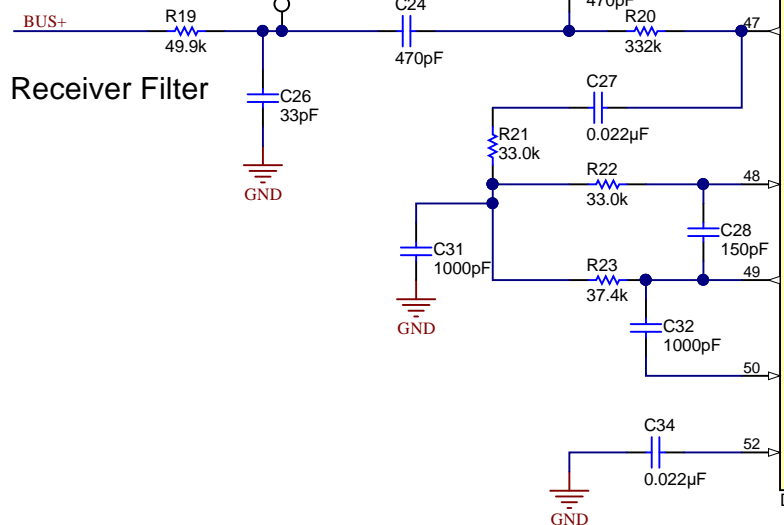 C24
470pF
BUS+
R19
R20
47
49.9k
470pF
332k
Receiver Filter
C26
33pF
C27
0.022µF
R21
33.0k
R22
48
33.0k
GND
C28
150pF
C31
1000pF
R23
49
37.4k
GND
C32
1000pF
50
C34
52
0.022µF
GND